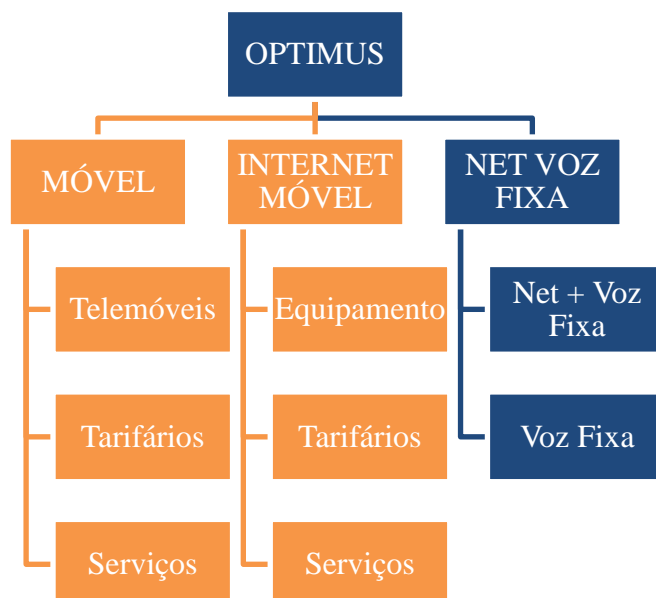 OPTIMUS
MÓVEL
INTERNET
MÓVEL
NET VOZ
FIXA
Telemóveis
Equipamento
Net + Voz
Fixa
Tarifários
Tarifários
Voz Fixa
Serviços
Serviços